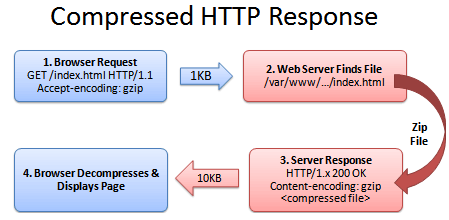 Compressed HTTP Response
1. Browser Request
GET /index.html HTTP/1.1
Accept-encoding: gzip
1KB
2. Web Server Finds File
/var/www/.../index.html
Zip
File
3. Server Response
HTTP/1.x 200 OK
Content-encoding: gzip
<compressed file>
10KB
4. Browser Decompresses &
Displays Page